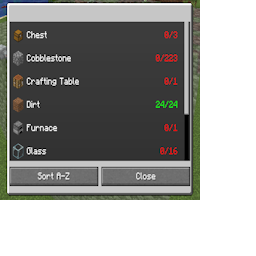 Chest 0/3
Cobblestone 0/223
Crafting Table 0/1
Dirt 24/24
Furnace 0/1
Glass 0/16
Sort A-Z Close